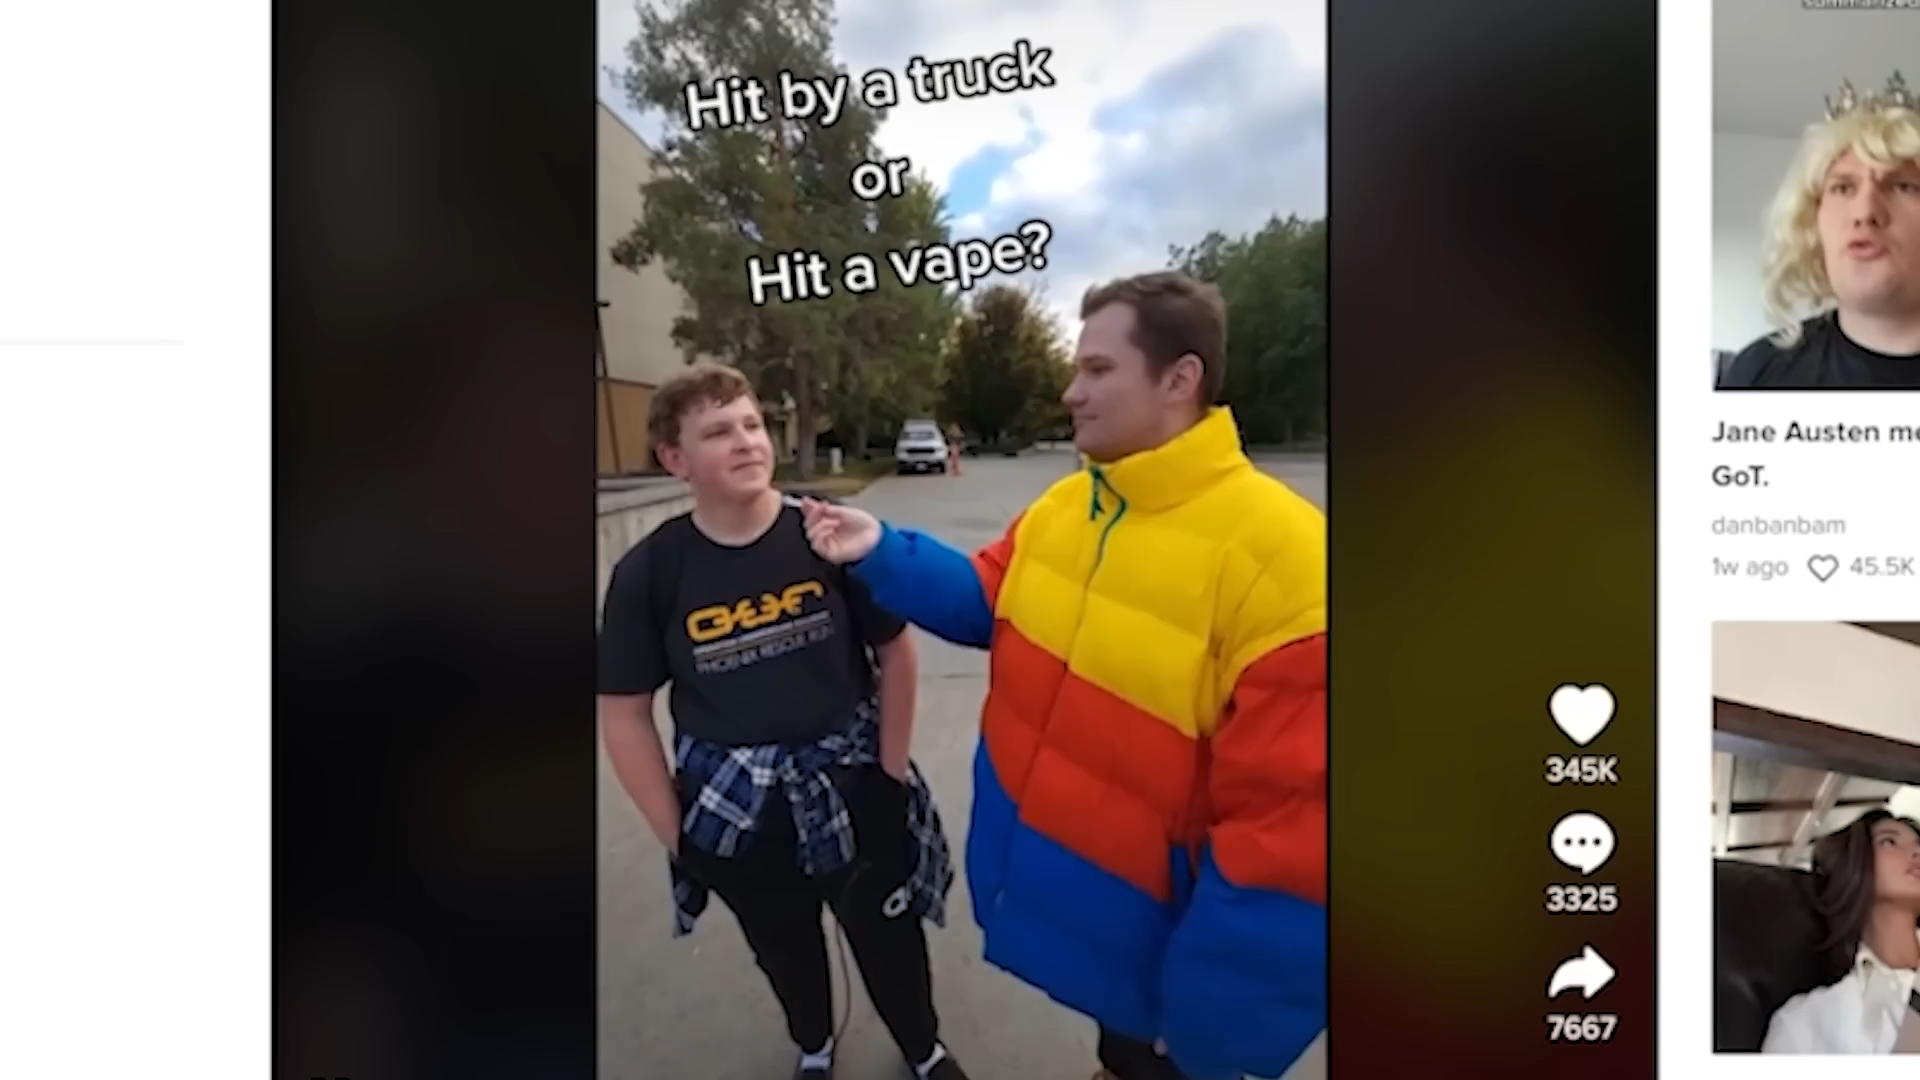 Hit by a truck
or
Hit a vape?
PHOENIX RESCUE RUN
345K
3325
7667
Jane Austen me
GoT.
danbanbam
1w ago
45.5K